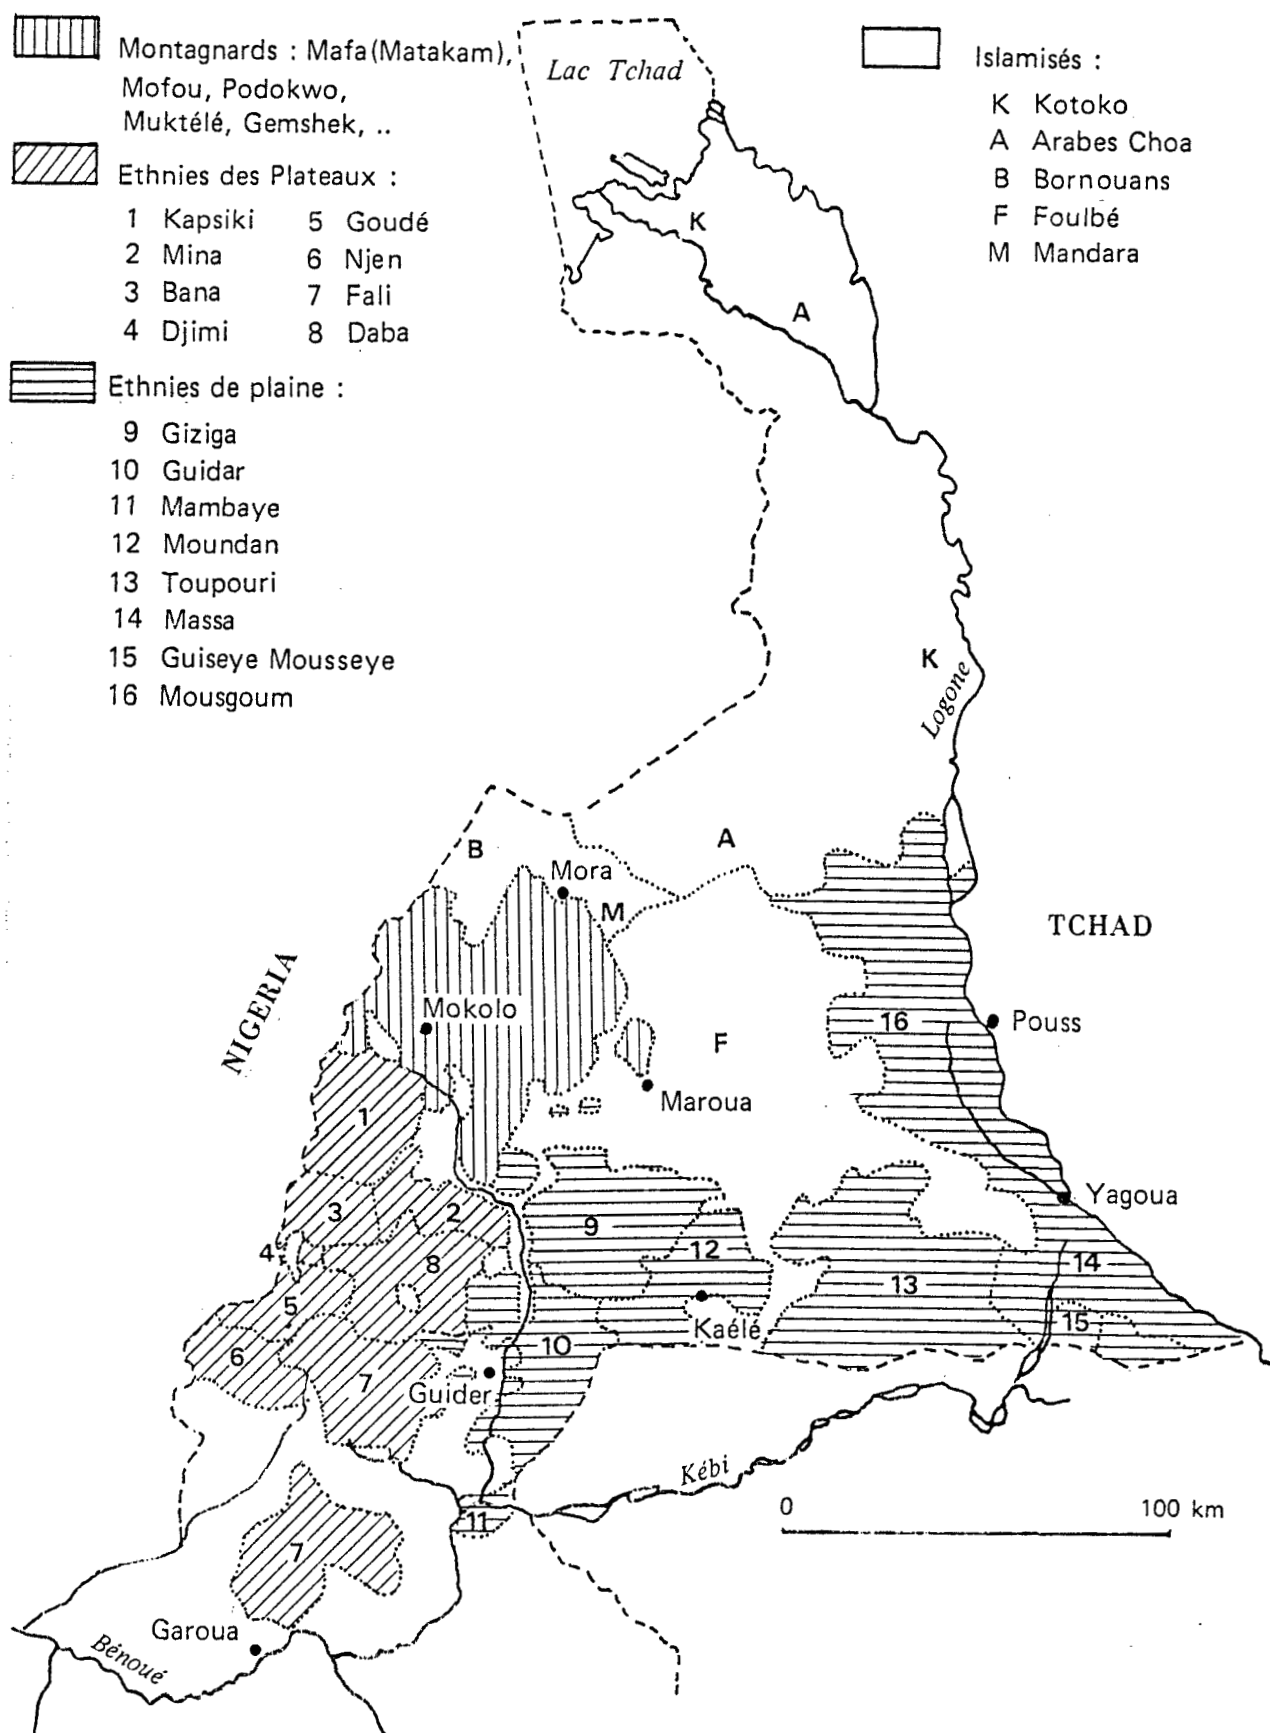 Montagnards : Mafa (Matakam),
Mofou, Podokwo,
Muktélé, Gemshek, ..
Ethnies des Plateaux :
1 Kapsiki 5 Goudé
2 Mina 6 Njen
3 Bana 7 Fali
4 Djimi 8 Daba
Ethnies de plaine :
9 Giziga
10 Guidar
11 Mambaye
12 Moundan
13 Toupouri
14 Massa
15 Guiseye Mousseye
16 Mousgoum
Islamisés :
K Kotoko
A Arabes Choa
B Bornouans
F Foulbé
M Mandara
Lac Tchad
K
A
K
Logone
B
A
Mora
M
TCHAD
NIGERIA
Mokolo
16
Pouss
F
Maroua
1
Yagoua
3
2
9
12
4
8
14
13
5
15
Kaélé
10
6
7
Guider
Kébi
0 100 km
11
7
Garoua
Bénoué